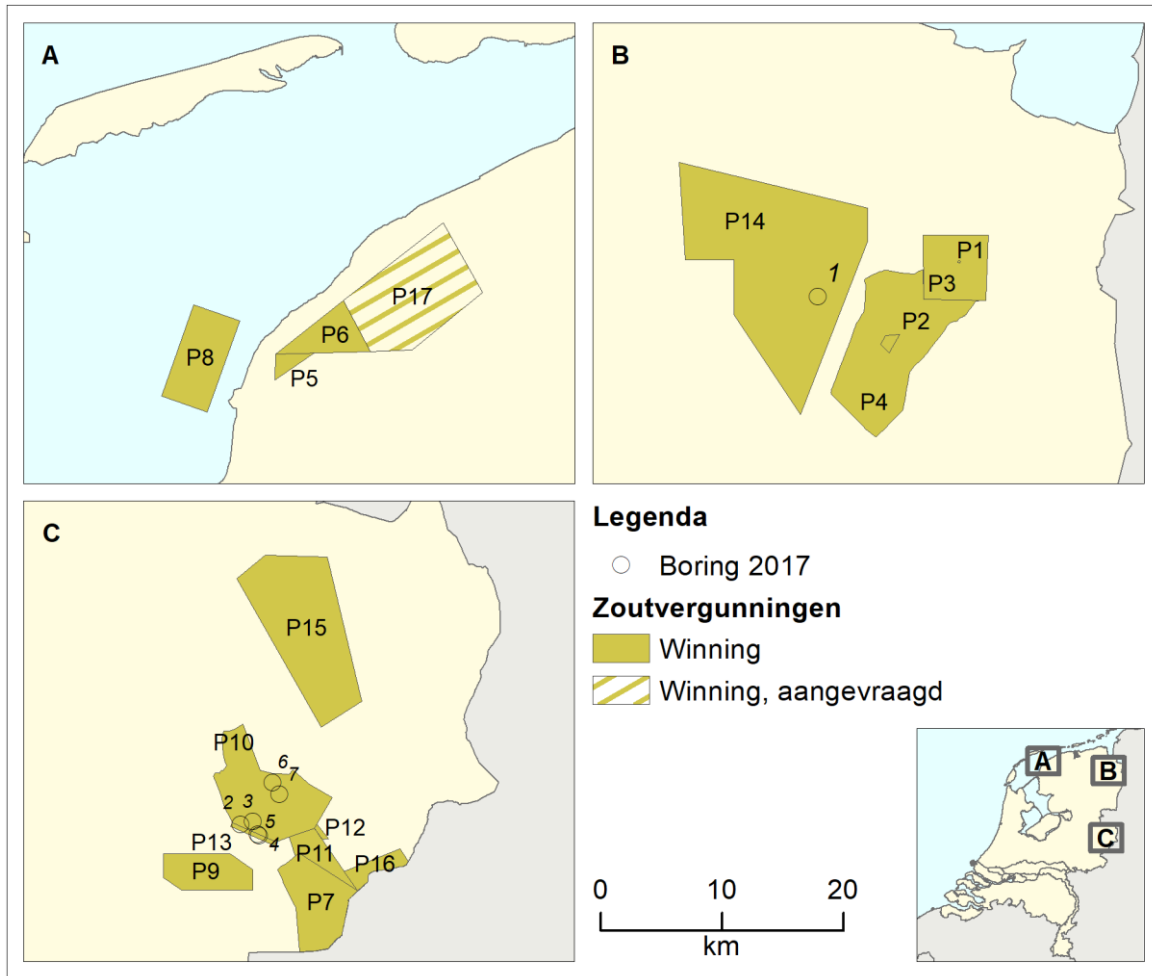 A
P17
P6
P8
P5
B
P14
1
P1
P3
P2
P4
C
P15
P10
6
7
2
3
5
4
P12
P13
P11
P16
P9
P7
Legenda
Boring 2017
Zoutvergunningen
Winning
Winning, aangevraagd
0 10 20
km
A
B
C